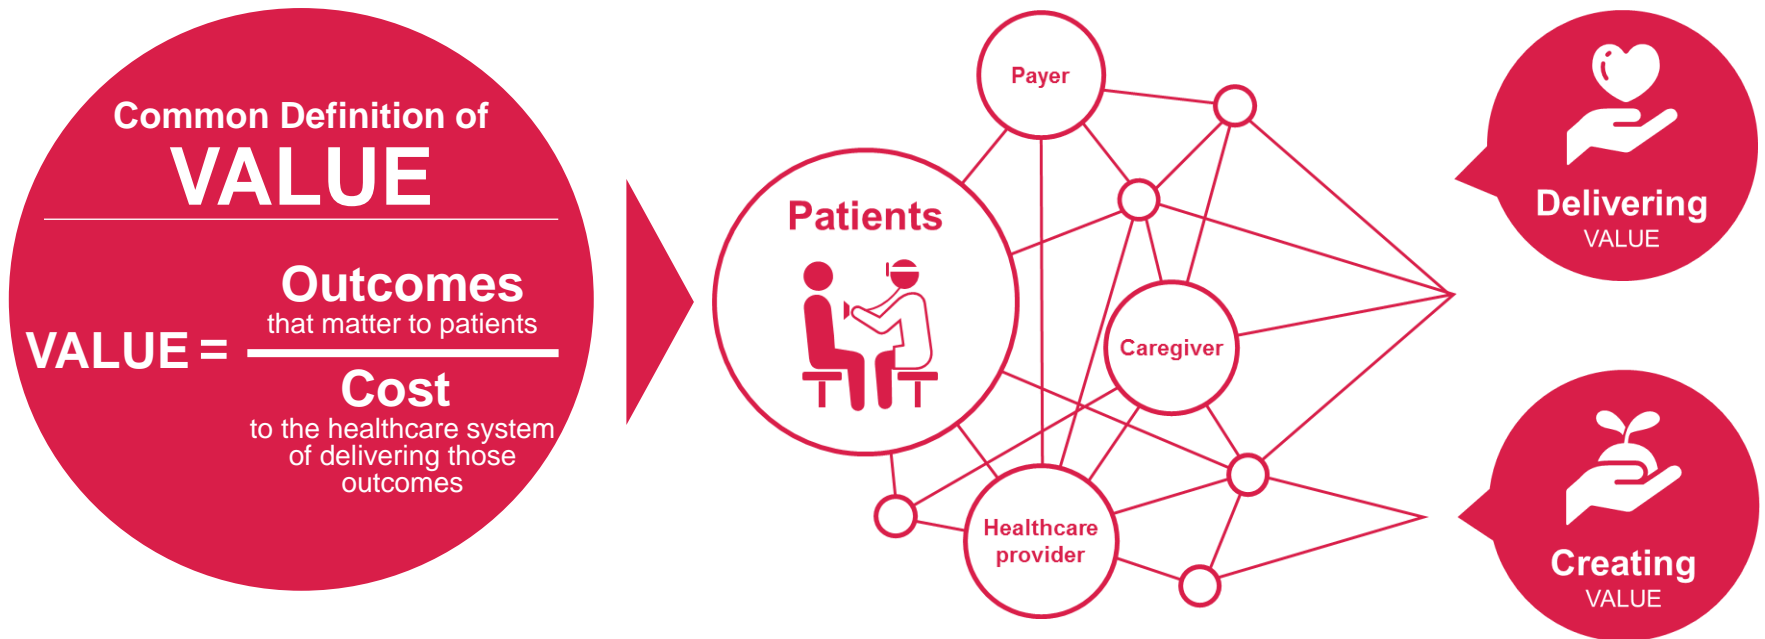 Common Definition of
VALUE
VALUE =
Outcomes
that matter to patients
Cost
to the healthcare system
of delivering those
outcomes
Patients
Payer
Caregiver
Healthcare
provider
Delivering
VALUE
Creating
VALUE